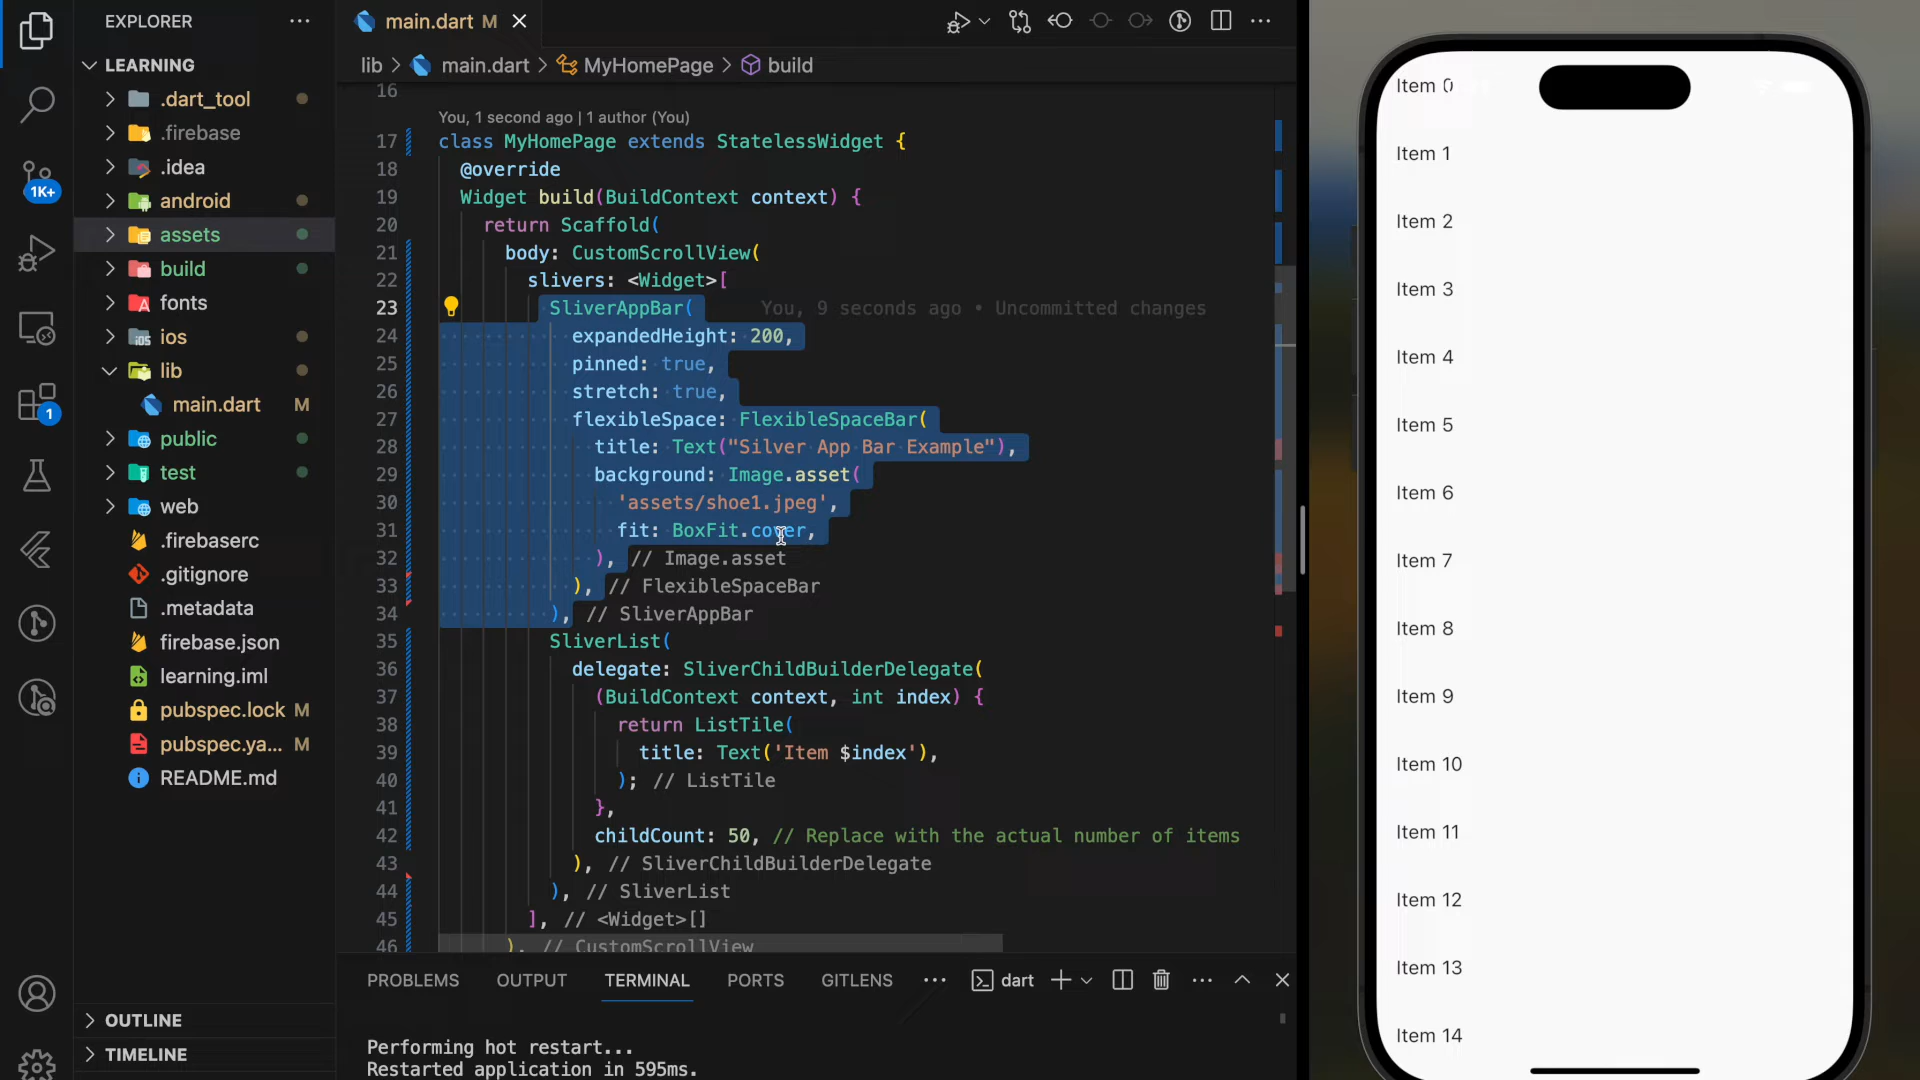 EXPLORER
LEARNING
.dart_tool
.firebase
.idea
android
assets
build
fonts
ios
lib
main.dart M
public
test
web
.firebaserc
.gitignore
.metadata
firebase.json
learning.iml
pubspec.lock M
pubspec.ya... M
README.md
OUTLINE
TIMELINE
1K+
1
main.dart M
lib > main.dart > MyHomePage > build
16
You, 1 second ago | 1 author (You)
17 class MyHomePage extends StatelessWidget {
18 @override
19 Widget build(BuildContext context) {
20 return Scaffold(
21 body: CustomScrollView(
22 slivers: <Widget>[
23 SliverAppBar( You, 9 seconds ago • Uncommitted changes
24 expandedHeight: 200,
25 pinned: true,
26 stretch: true,
27 flexibleSpace: FlexibleSpaceBar(
28 title: Text("Silver App Bar Example"),
29 background: Image.asset(
30 'assets/shoe1.jpeg',
31 fit: BoxFit.cover,
32 ), // Image.asset
33 ), // FlexibleSpaceBar
34 ), // SliverAppBar
35 SliverList(
36 delegate: SliverChildBuilderDelegate(
37 (BuildContext context, int index) {
38 return ListTile(
39 title: Text('Item $index'),
40 ); // ListTile
41 },
42 childCount: 50, // Replace with the actual number of items
43 ), // SliverChildBuilderDelegate
44 ), // SliverList
45 ], // <Widget>[]
46 ), // CustomScrollView
PROBLEMS OUTPUT TERMINAL PORTS GITLENS dart
Performing hot restart...
Restarted application in 595ms.
Item 0
Item 1
Item 2
Item 3
Item 4
Item 5
Item 6
Item 7
Item 8
Item 9
Item 10
Item 11
Item 12
Item 13
Item 14